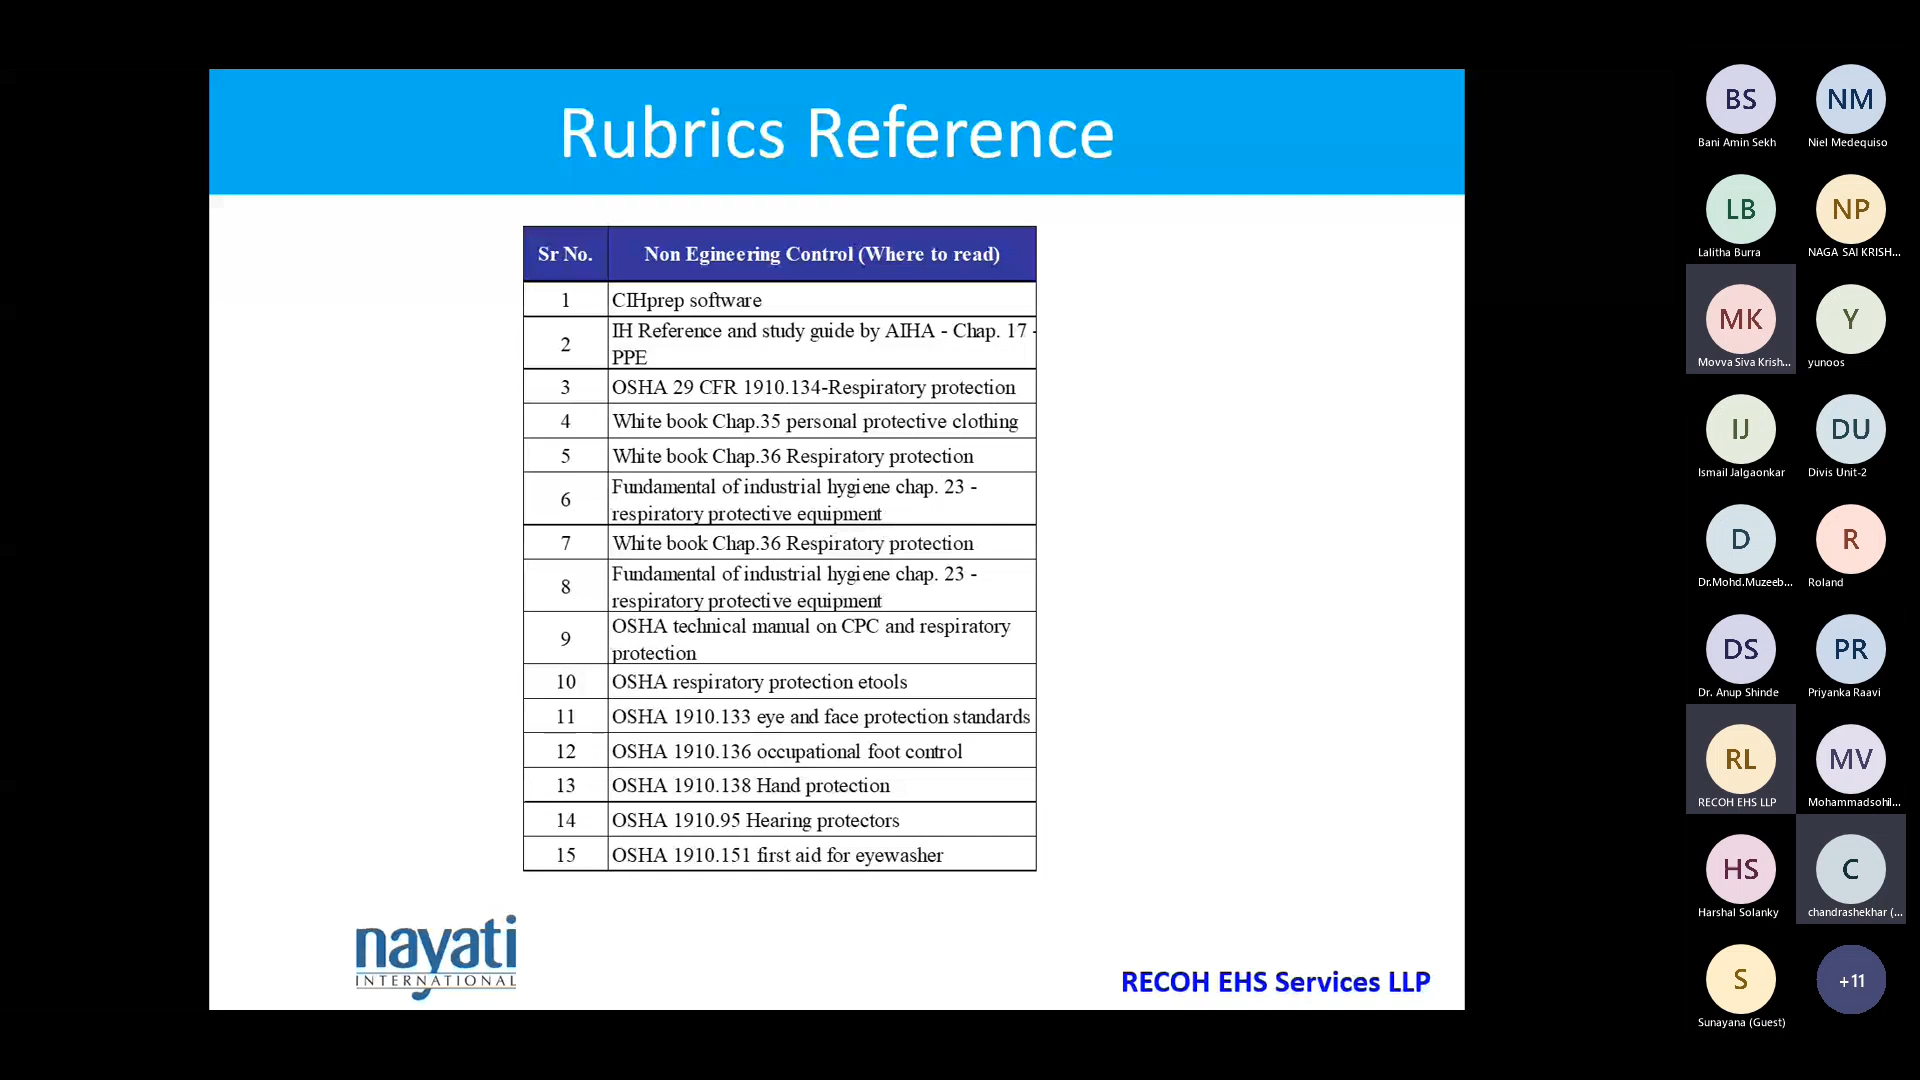 Rubrics Reference
Sr No. Non Egineering Control (Where to read)
1 CIHprep software
2 IH Reference and study guide by AIHA - Chap. 17 -
PPE
3 OSHA 29 CFR 1910.134-Respiratory protection
4 White book Chap.35 personal protective clothing
5 White book Chap.36 Respiratory protection
6 Fundamental of industrial hygiene chap. 23 -
respiratory protective equipment
7 White book Chap.36 Respiratory protection
8 Fundamental of industrial hygiene chap. 23 -
respiratory protective equipment
9 OSHA technical manual on CPC and respiratory
protection
10 OSHA respiratory protection etools
11 OSHA 1910.133 eye and face protection standards
12 OSHA 1910.136 occupational foot control
13 OSHA 1910.138 Hand protection
14 OSHA 1910.95 Hearing protectors
15 OSHA 1910.151 first aid for eyewasher
nayati
INTERNATIONAL
RECOH EHS Services LLP
BS NM
Bani Amin Sekh Niel Medequiso
LB NP
Lalitha Burra NAGA SAI KRISH...
MK Y
Movva Siva Krish... yunoos
IJ DU
Ismail Jalgaonkar Divis Unit-2
D R
Dr.Mohd.Muzeeb... Roland
DS PR
Dr. Anup Shinde Priyanka Raavi
RL MV
RECOH EHS LLP Mohammadsohil...
HS C
Harshal Solanky chandrashekhar (...
S +11
Sunayana (Guest)